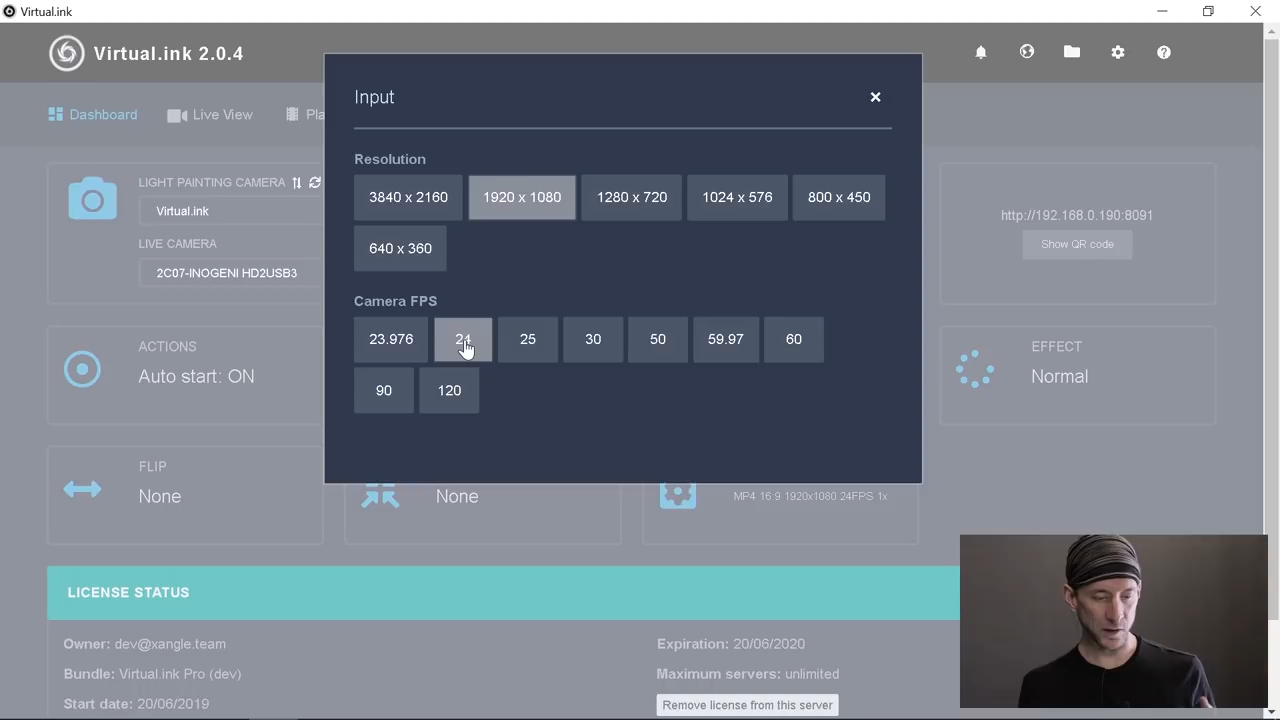 Virtual.ink
Virtual.ink 2.0.4
Dashboard
Live View
Pla
Input
Resolution
3840 x 2160
1920 x 1080
1280 x 720
1024 x 576
800 x 450
640 x 360
Camera FPS
23.976
24
25
30
50
59.97
60
90
120
LIGHT PAINTING CAMERA
Virtual.ink
LIVE CAMERA
2C07-INOGENI HD2USB3
http://192.168.0.190:8091
Show QR code
ACTIONS
Auto start: ON
EFFECT
Normal
FLIP
None
None
MP4 16:9 1920x1080 24FPS 1x
LICENSE STATUS
Owner: dev@xangle.team
Bundle: Virtual.ink Pro (dev)
Start date: 20/06/2019
Expiration: 20/06/2020
Maximum servers: unlimited
Remove license from this server